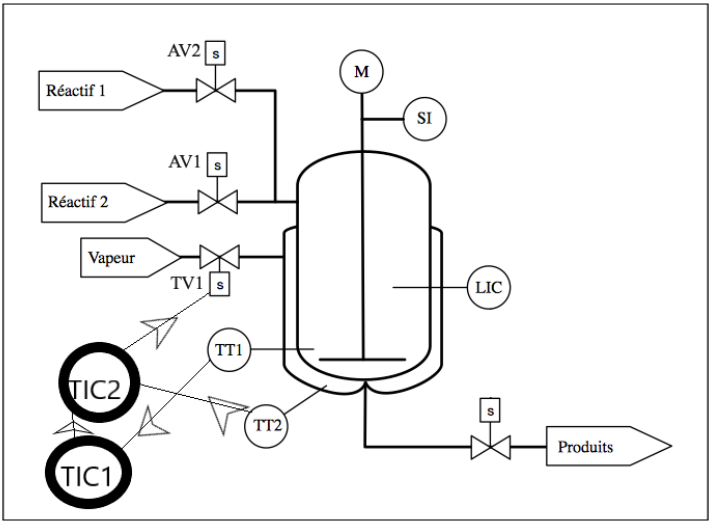 AV2
s
M
Réactif 1
SI
AV1
s
Réactif 2
Vapeur
TV1
s
LIC
TT1
TIC2
TT2
s
Produits
TIC1